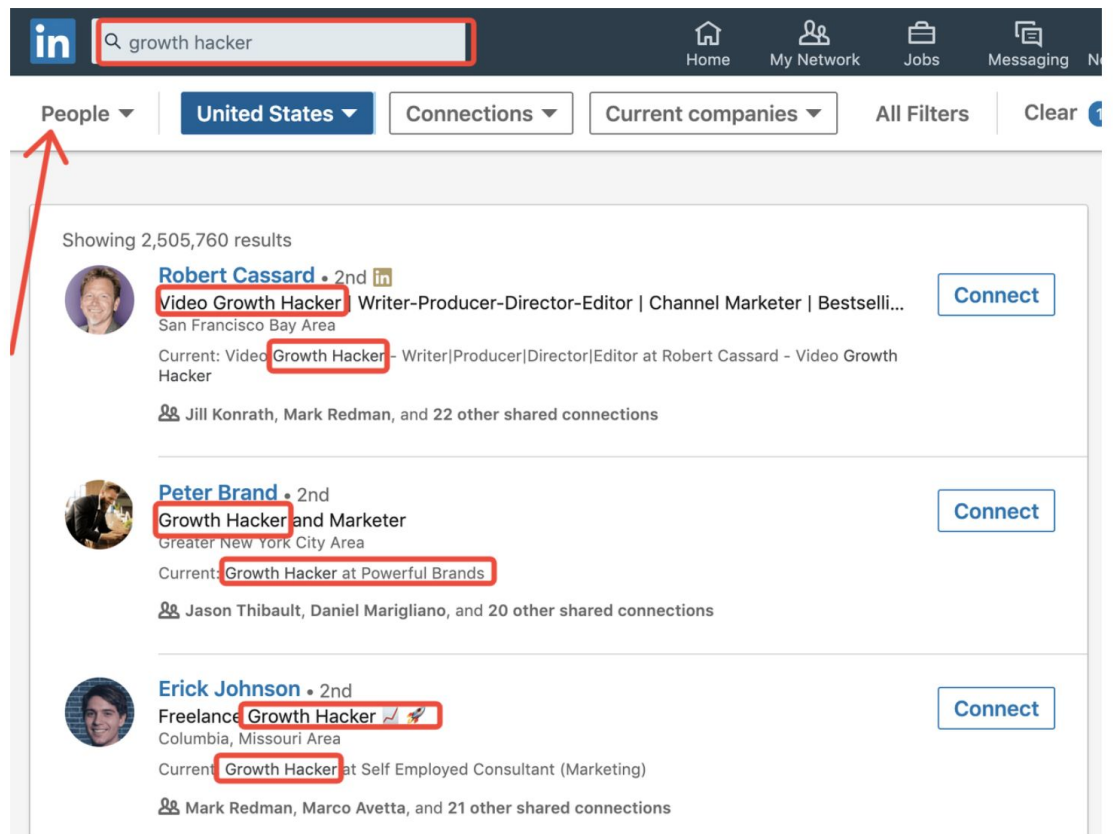 in growth hacker
Home My Network Jobs Messaging
People United States Connections Current companies All Filters Clear
Showing 2,505,760 results
Robert Cassard • 2nd in
Video Growth Hacker | Writer-Producer-Director-Editor | Channel Marketer | Bestselli...
San Francisco Bay Area
Connect
Current: Video Growth Hacker - Writer|Producer|Director|Editor at Robert Cassard - Video Growth
Hacker
Jill Konrath, Mark Redman, and 22 other shared connections
Peter Brand • 2nd
Growth Hacker and Marketer
Greater New York City Area
Connect
Current: Growth Hacker at Powerful Brands
Jason Thibault, Daniel Marigliano, and 20 other shared connections
Erick Johnson • 2nd
Freelance Growth Hacker 📈 🚀
Columbia, Missouri Area
Connect
Current: Growth Hacker at Self Employed Consultant (Marketing)
Mark Redman, Marco Avetta, and 21 other shared connections